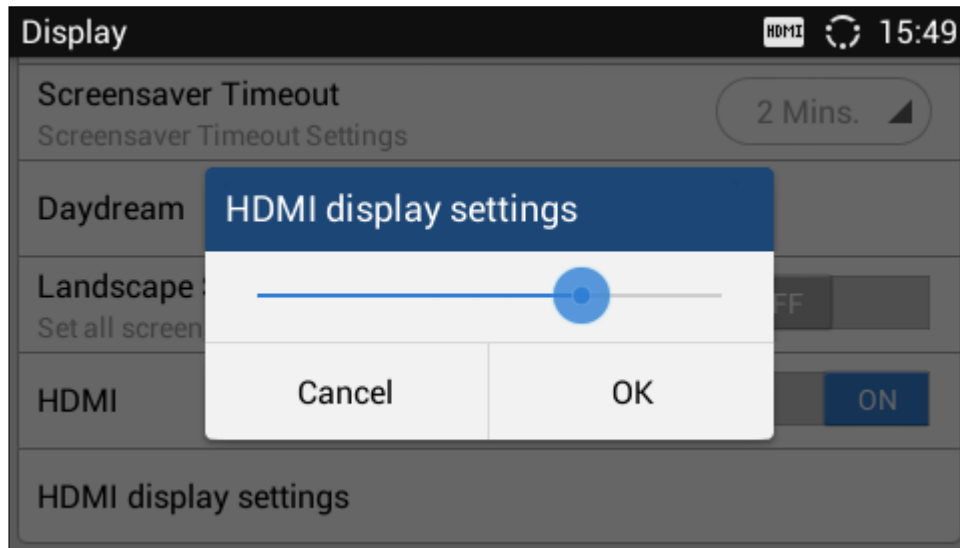 Display HDMI 15:49
Screensaver Timeout
Screensaver Timeout Settings
2 Mins.
Daydream
HDMI display settings
Landscape
Set all screen
FF
Cancel
OK
HDMI
ON
HDMI display settings